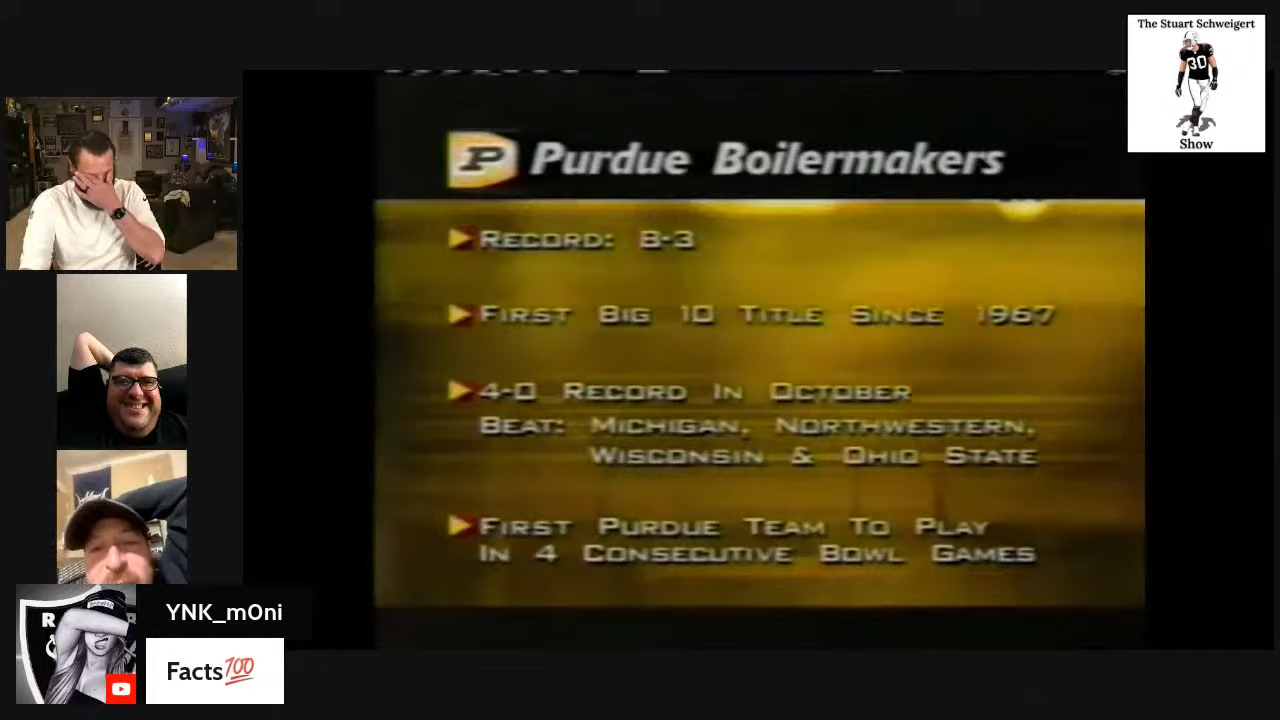 The Stuart Schweigert
30
Show
P Purdue Boilermakers
Record: 8-3
First Big 10 Title Since 1967
4-0 Record In October
Beat: Michigan, Northwestern,
Wisconsin & Ohio State
First Purdue Team To Play
In 4 Consecutive Bowl Games
YNK_m0ni
Facts💯